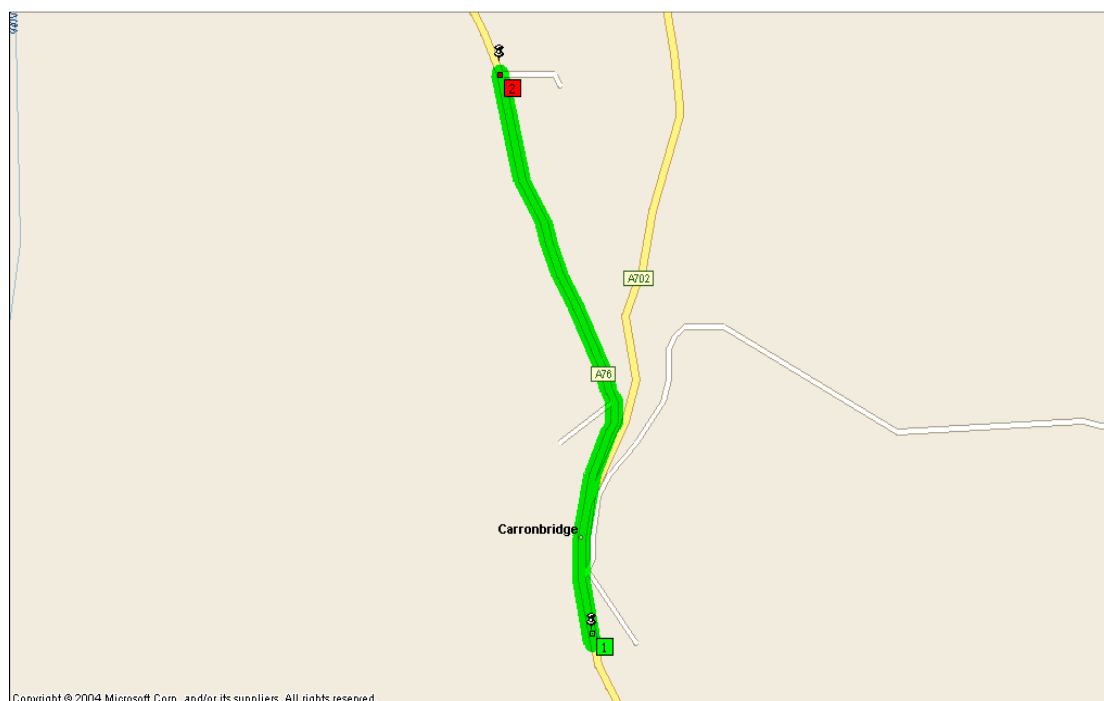 2
A702
A76
Carronbridge
1
Copyright © 2004 Microsoft Corp. and/or its suppliers. All rights reserved.